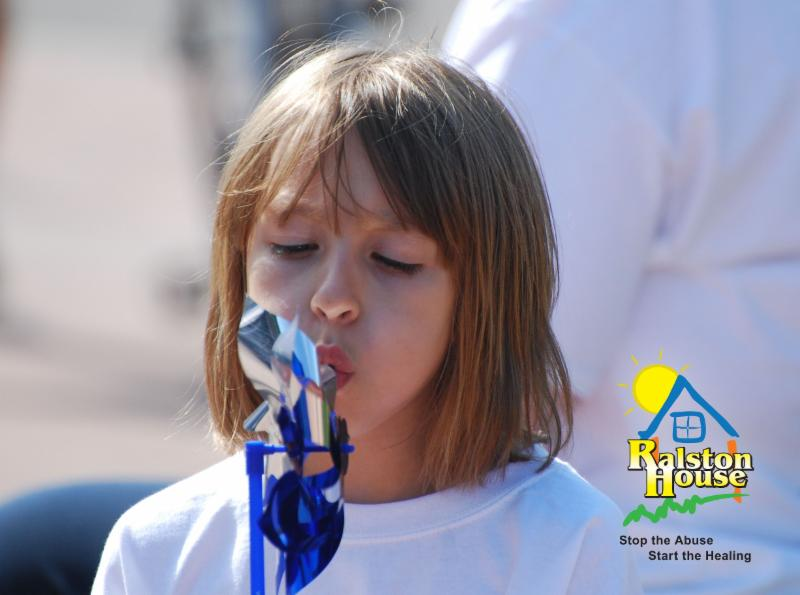 Ralston
House
Stop the Abuse
Start the Healing